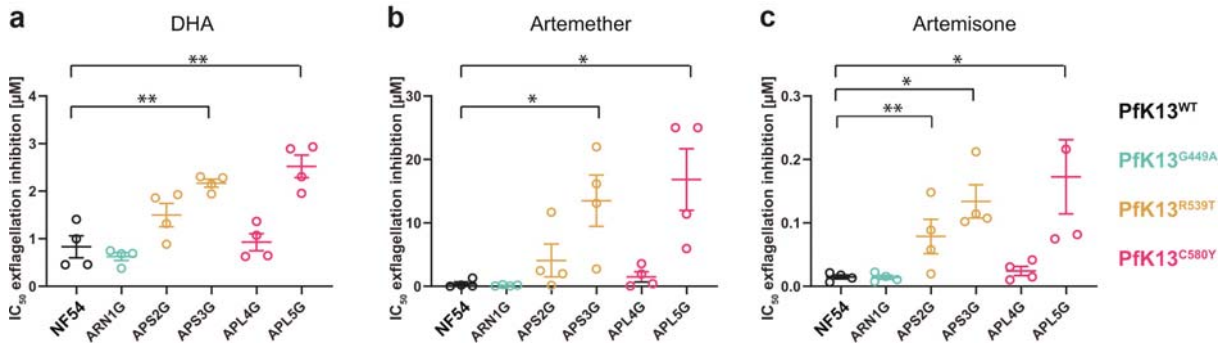 a
DHA
**
**
IC50 exflagellation inhibition [µM]
4
3
2
1
0
NF54
ARN1G
APS2G
APS3G
APL4G
APL5G
b
Artemether
*
*
IC50 exflagellation inhibition [µM]
30
20
10
0
NF54
ARN1G
APS2G
APS3G
APL4G
APL5G
c
Artemisone
*
*
**
IC50 exflagellation inhibition [µM]
0.3
0.2
0.1
0.0
NF54
ARN1G
APS2G
APS3G
APL4G
APL5G
PfK13WT
PfK13G449A
PfK13R539T
PfK13C580Y